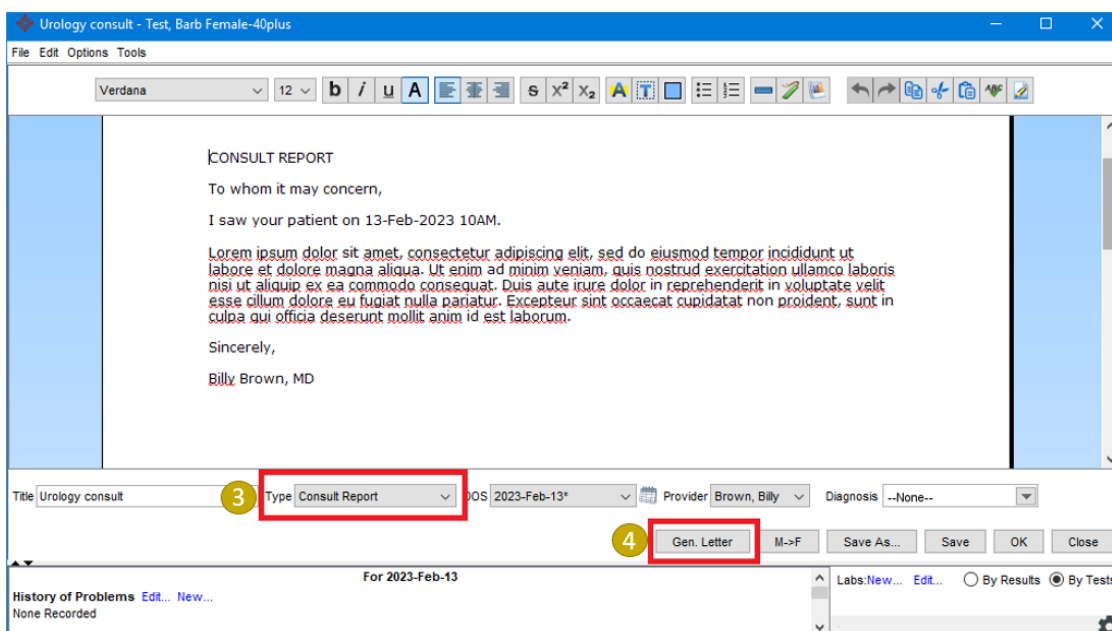 Urology consult - Test, Barb Female-40plus
File Edit Options Tools
Verdana 12 b i u A S X² X₂ A T ABC
CONSULT REPORT
To whom it may concern,
I saw your patient on 13-Feb-2023 10AM.
Lorem ipsum dolor sit amet, consectetur adipiscing elit, sed do eiusmod tempor incididunt ut
labore et dolore magna aliqua. Ut enim ad minim veniam, quis nostrud exercitation ullamco laboris
nisi ut aliquip ex ea commodo consequat. Duis aute irure dolor in reprehenderit in voluptate velit
esse cillum dolore eu fugiat nulla pariatur. Excepteur sint occaecat cupidatat non proident, sunt in
culpa qui officia deserunt mollit anim id est laborum.
Sincerely,
Billy Brown, MD
Title Urology consult 3 Type Consult Report DOS 2023-Feb-13* Provider Brown, Billy Diagnosis --None--
4 Gen. Letter M->F Save As... Save OK Close
For 2023-Feb-13 Labs:New... Edit... By Results By Tests
History of Problems Edit... New...
None Recorded